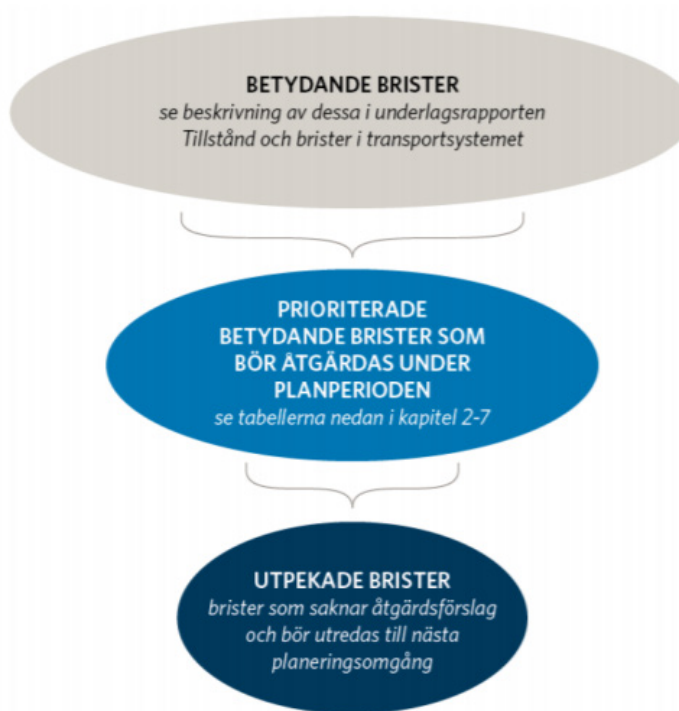 BETYDANDE BRISTER
se beskrivning av dessa i underlagsrapporten
Tillstånd och brister i transportsystemet
PRIORITERADE
BETYDANDE BRISTER SOM
BÖR ÅTGÄRDAS UNDER
PLANPERIODEN
se tabellerna nedan i kapitel 2-7
UTPEKADE BRISTER
brister som saknar åtgärdsförslag
och bör utredas till nästa
planeringsomgång